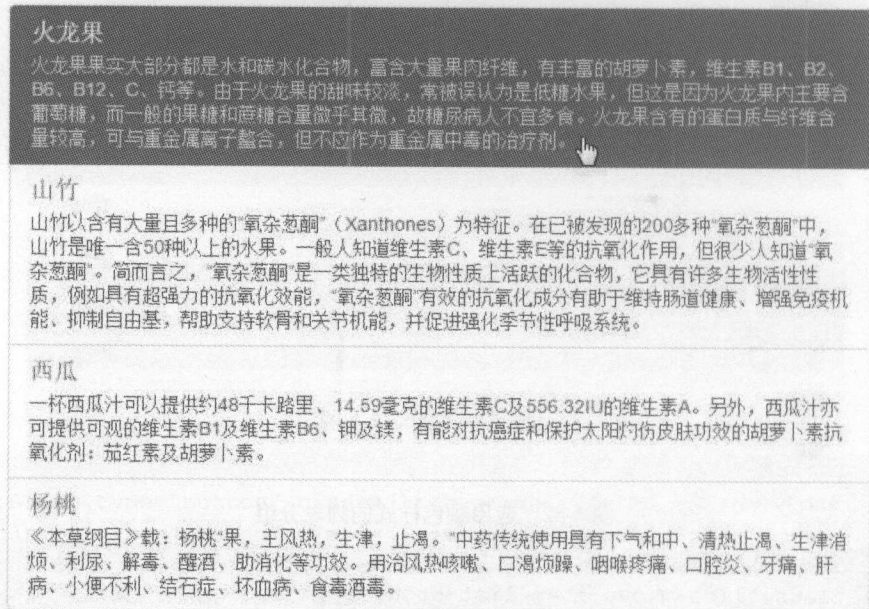 火龙果
火龙果果实大部分都是水和碳水化合物，富含大量果肉纤维，有丰富的胡萝卜素，维生素B1、B2、
B6、B12、C、钙等。由于火龙果的甜味较淡，常被误认为是低糖水果，但这是因为火龙果内主要含
葡萄糖，而一般的果糖和蔗糖含量微乎其微，故糖尿病人不宜多食。火龙果含有的蛋白质与纤维含
量较高，可与重金属离子螯合，但不应作为重金属中毒的治疗剂。
山竹
山竹以含有大量且多种的“氧杂葱酮”（Xanthones）为特征。在已被发现的200多种“氧杂葱酮”中，
山竹是唯一含50种以上的水果。一般人知道维生素C、维生素E等的抗氧化作用，但很少人知道“氧
杂葱酮”。简而言之，“氧杂葱酮”是一类独特的生物性质上活跃的化合物，它具有许多生物活性性
质，例如具有超强力的抗氧化效能，“氧杂葱酮”有效的抗氧化成分有助于维持肠道健康、增强免疫机
能、抑制自由基，帮助支持软骨和关节机能，并促进强化季节性呼吸系统。
西瓜
一杯西瓜汁可以提供约48千卡路里、14.59毫克的维生素C及556.32IU的维生素A。另外，西瓜汁亦
可提供可观的维生素B1及维生素B6、钾及镁，有能对抗癌症和保护太阳灼伤皮肤功效的胡萝卜素抗
氧化剂：茄红素及胡萝卜素。
杨桃
《本草纲目》载：杨桃“果，主风热，生津，止渴。”中药传统使用具有下气和中、清热止渴、生津消
烦、利尿、解毒、醒酒、助消化等功效。用治风热咳嗽、口渴烦躁、咽喉疼痛、口腔炎、牙痛、肝
病、小便不利、结石症、坏血病、食毒酒毒。